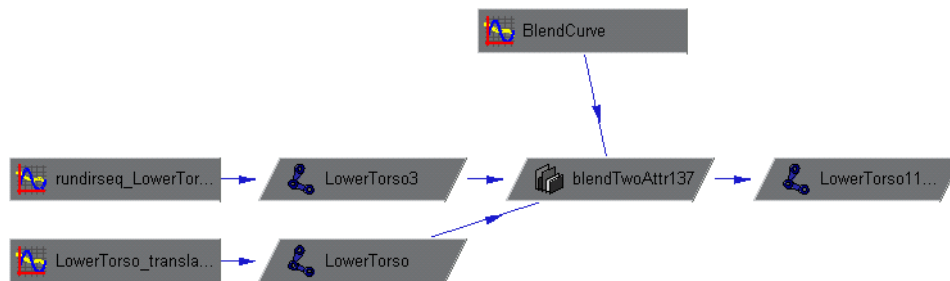 BlendCurve
rundirseq_LowerTor...
LowerTorso3
blendTwoAttr137
LowerTorso11...
LowerTorso_transla...
LowerTorso